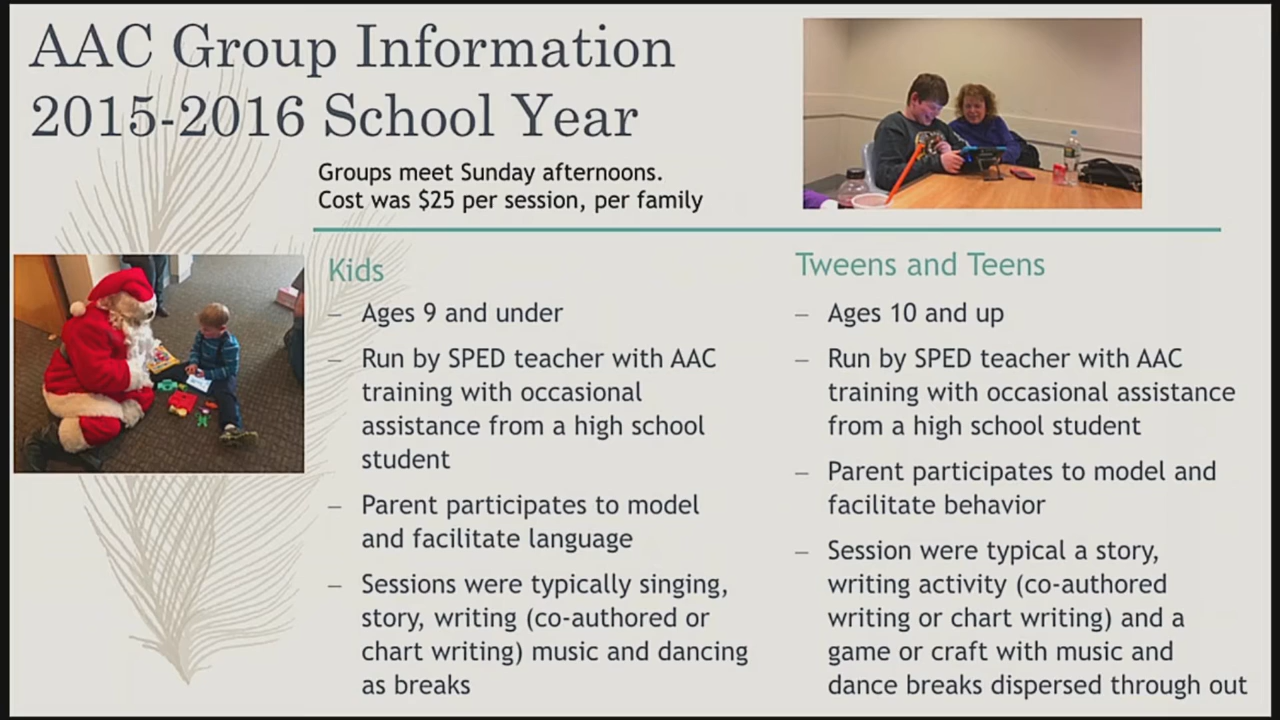 AAC Group Information
2015-2016 School Year
Groups meet Sunday afternoons.
Cost was $25 per session, per family
Kids
– Ages 9 and under
– Run by SPED teacher with AAC
training with occasional
assistance from a high school
student
– Parent participates to model
and facilitate language
– Sessions were typically singing,
story, writing (co-authored or
chart writing) music and dancing
as breaks
Tweens and Teens
– Ages 10 and up
– Run by SPED teacher with AAC
training with occasional assistance
from a high school student
– Parent participates to model and
facilitate behavior
– Session were typical a story,
writing activity (co-authored
writing or chart writing) and a
game or craft with music and
dance breaks dispersed through out